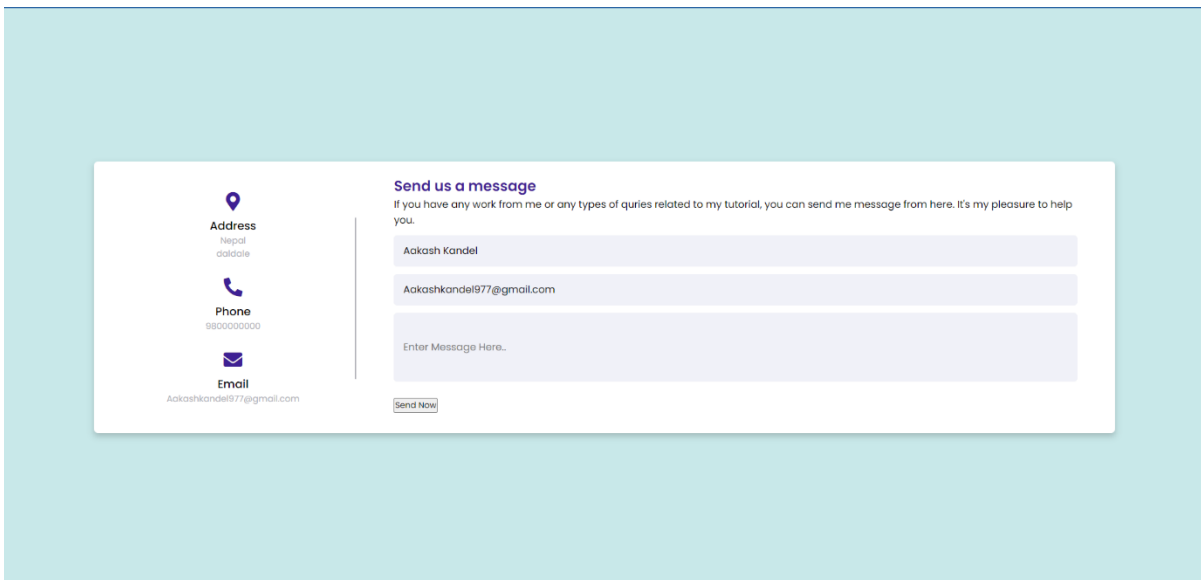 Address
Nepal
daldale
Phone
9800000000
Email
Aakashkandel977@gmail.com
Send us a message
If you have any work from me or any types of quries related to my tutorial, you can send me message from here. It's my pleasure to help
you.
Aakash Kandel
Aakashkandel977@gmail.com
Enter Message Here..
Send Now